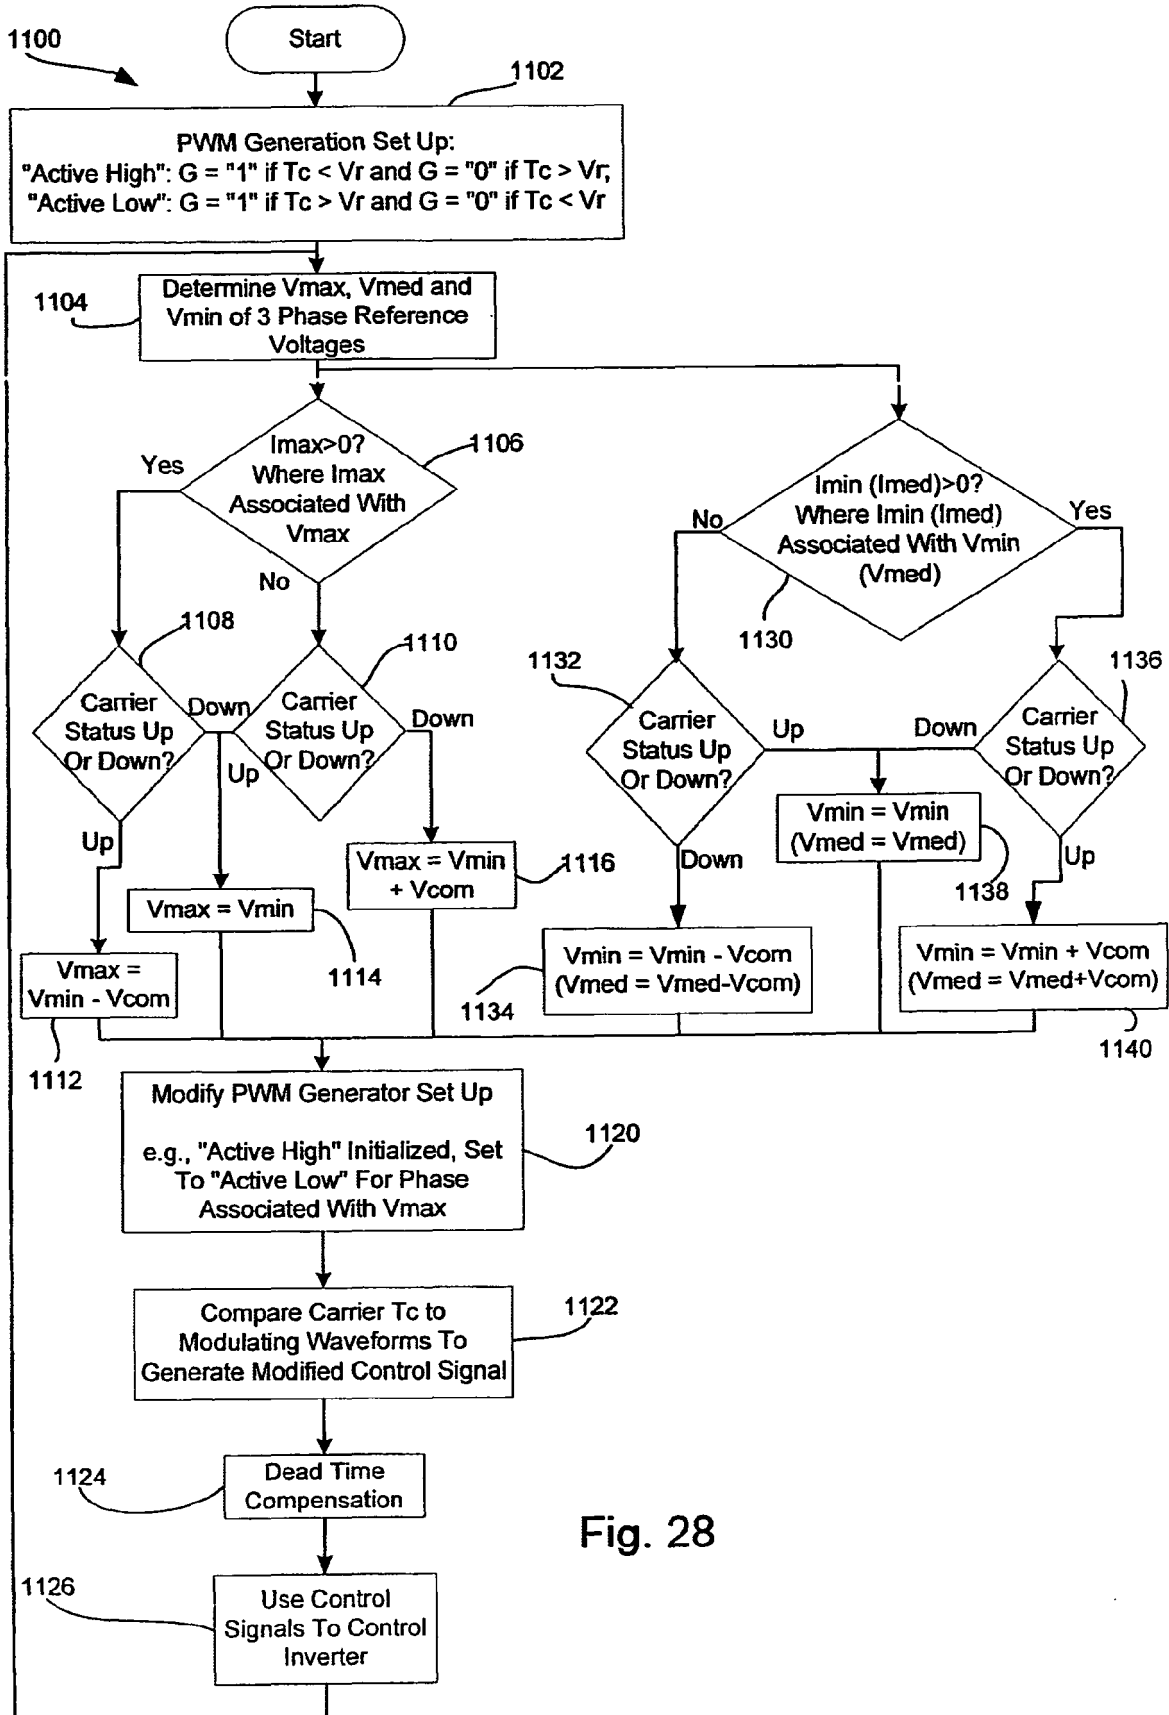 1100
Start
1102
PWM Generation Set Up:
"Active High": G = "1" if Tc < Vr and G = "0" if Tc > Vr;
"Active Low": G = "1" if Tc > Vr and G = "0" if Tc < Vr
1104
Determine Vmax, Vmed and
Vmin of 3 Phase Reference
Voltages
Imax>0?
Where Imax
Associated With
Vmax
1106
Yes
No
Imin (Imed)>0?
Where Imin (Imed)
Associated With Vmin
(Vmed)
No
Yes
1130
1108
Carrier
Status Up
Or Down?
Down
Up
1110
Carrier
Status Up
Or Down?
Up
Down
1132
Carrier
Status Up
Or Down?
Up
Down
1136
Carrier
Status Up
Or Down?
Down
Up
Vmax =
Vmin - Vcom
1112
Vmax = Vmin
1114
Vmax = Vmin
+ Vcom
1116
Vmin = Vmin - Vcom
(Vmed = Vmed-Vcom)
1134
Vmin = Vmin
(Vmed = Vmed)
1138
Vmin = Vmin + Vcom
(Vmed = Vmed+Vcom)
1140
Modify PWM Generator Set Up
e.g., "Active High" Initialized, Set
To "Active Low" For Phase
Associated With Vmax
1120
Compare Carrier Tc to
Modulating Waveforms To
Generate Modified Control Signal
1122
Dead Time
Compensation
1124
Use Control
Signals To Control
Inverter
1126
Fig. 28